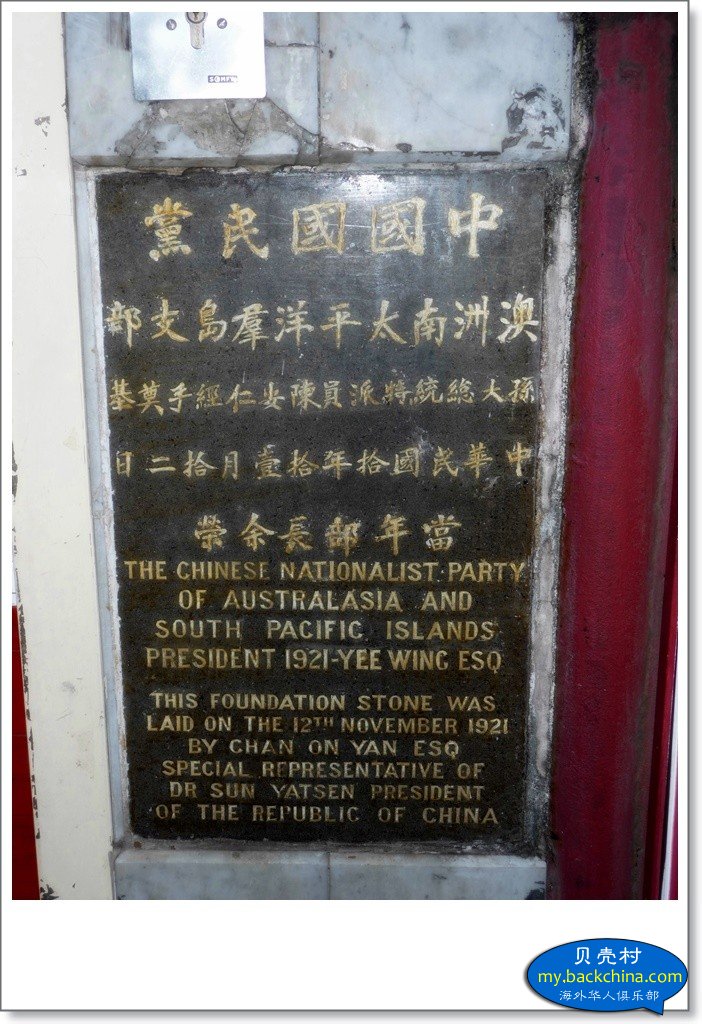 SOMFY
中國國民黨
澳洲南太平洋羣島支部
孫大總統特派員陳安仁經手奠基
中華民國拾年拾壹月拾二日
當年部長余榮
THE CHINESE NATIONALIST PARTY
OF AUSTRALASIA AND
SOUTH PACIFIC ISLANDS
PRESIDENT 1921-YEE WING ESQ
THIS FOUNDATION STONE WAS
LAID ON THE 12TH NOVEMBER 1921
BY CHAN ON YAN ESQ
SPECIAL REPRESENTATIVE OF
DR SUN YATSEN PRESIDENT
OF THE REPUBLIC OF CHINA
贝壳村
my.backchina.com
海外华人俱乐部